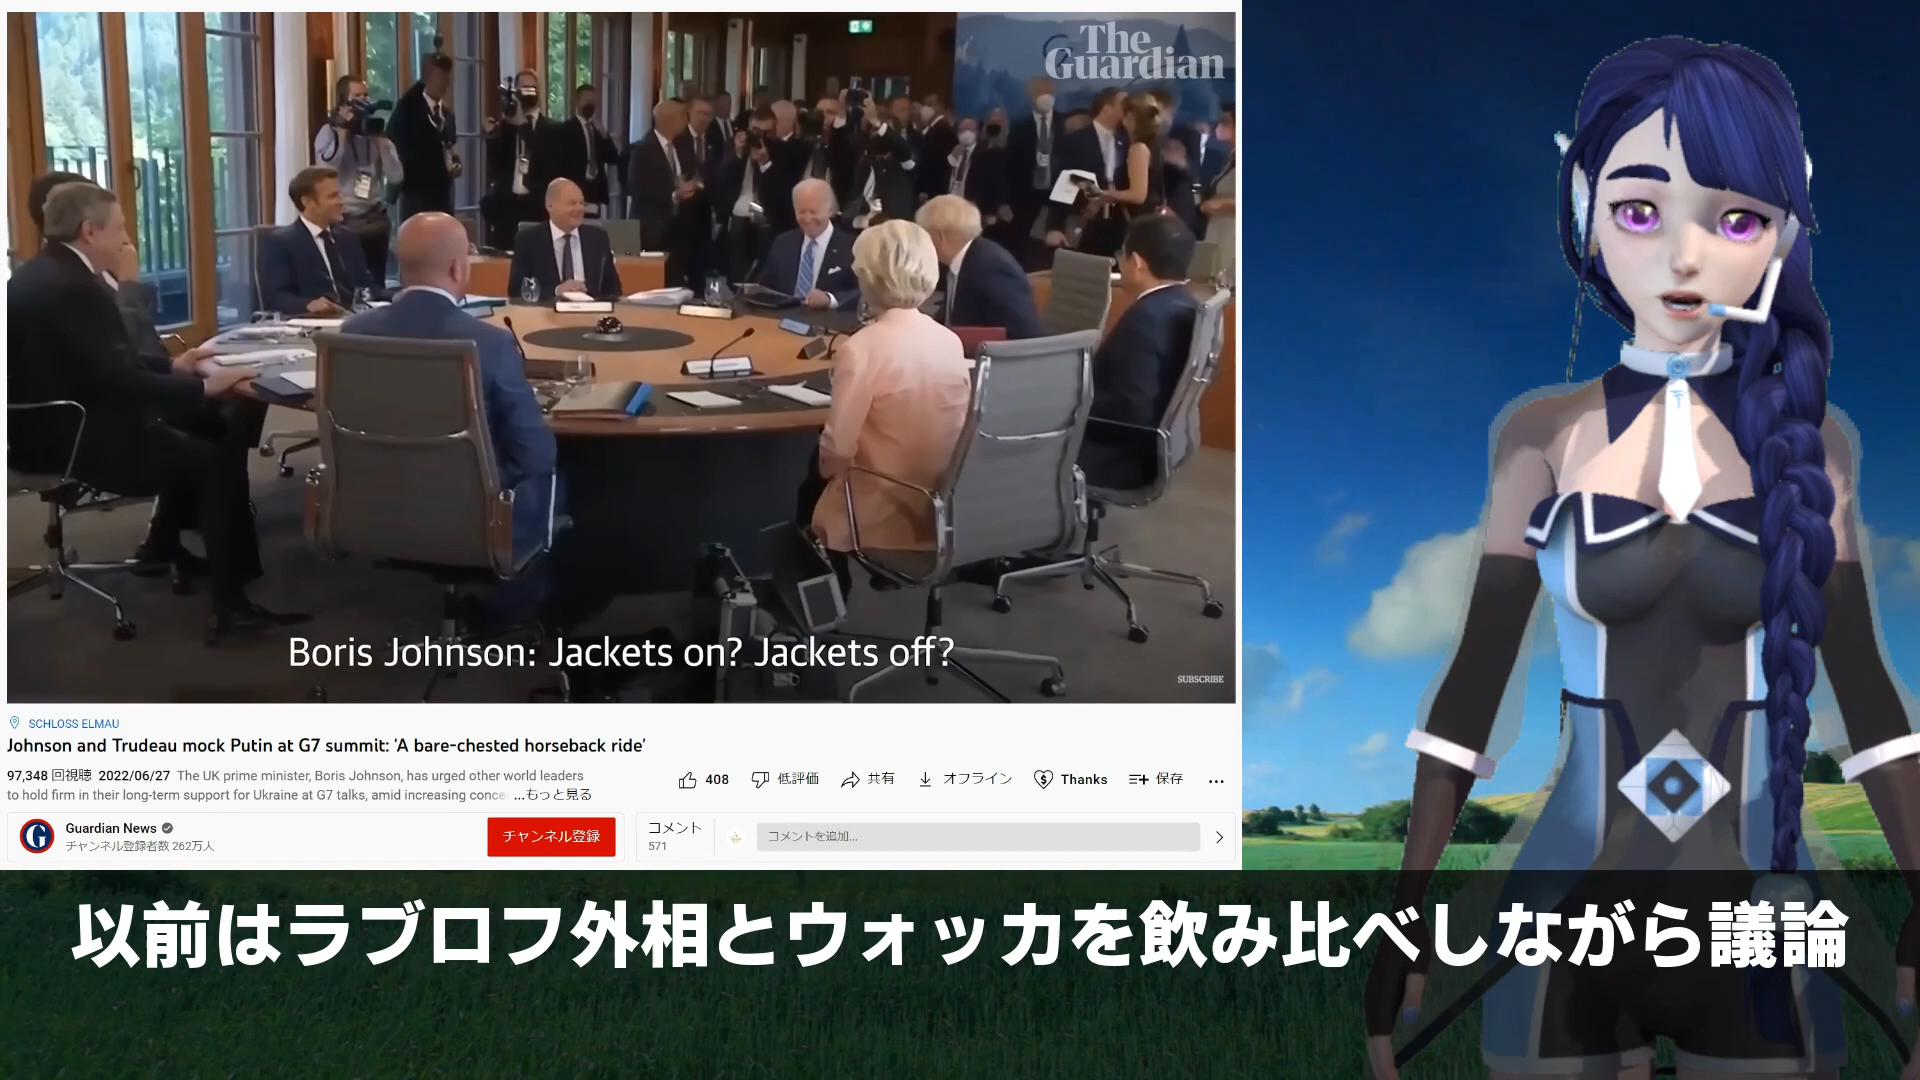 The
Guardian
Boris Johnson: Jackets on? Jackets off?
SUBSCRIBE
SCHLOSS ELMAU
Johnson and Trudeau mock Putin at G7 summit: 'A bare-chested horseback ride'
97,348 回視聴 2022/06/27 The UK prime minister, Boris Johnson, has urged other world leaders
to hold firm in their long-term support for Ukraine at G7 talks, amid increasing conce ...もっと見る
408 低評価 共有 オフライン Thanks 保存
Guardian News
チャンネル登録者数 262万人
チャンネル登録
コメント
571
コメントを追加...
以前はラブロフ外相とウォッカを飲み比べしながら議論